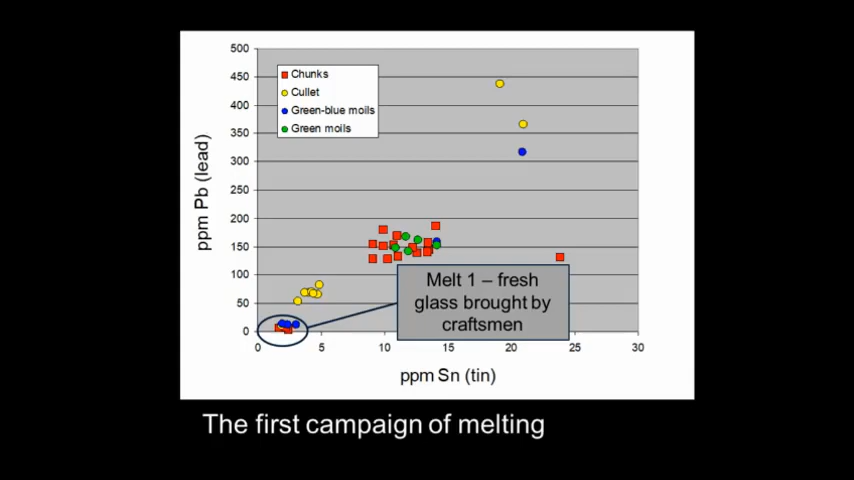 500
450
400
350
300
250
200
150
100
50
0
ppm Pb (lead)
Chunks
Cullet
Green-blue moils
Green moils
Melt 1 – fresh
glass brought by
craftsmen
0 5 10 15 20 25 30
ppm Sn (tin)
The first campaign of melting